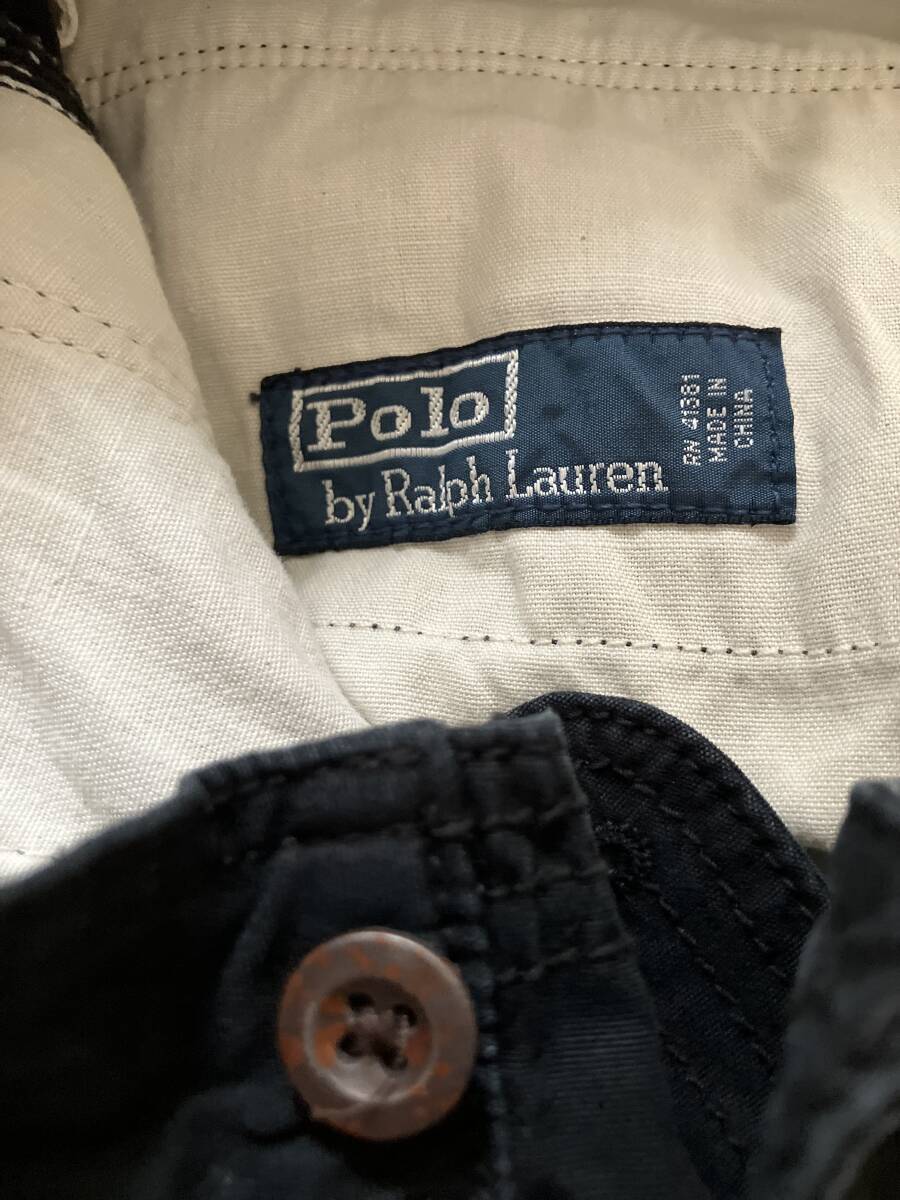 Polo
by Ralph Lauren
RN 41381
MADE IN
CHINA